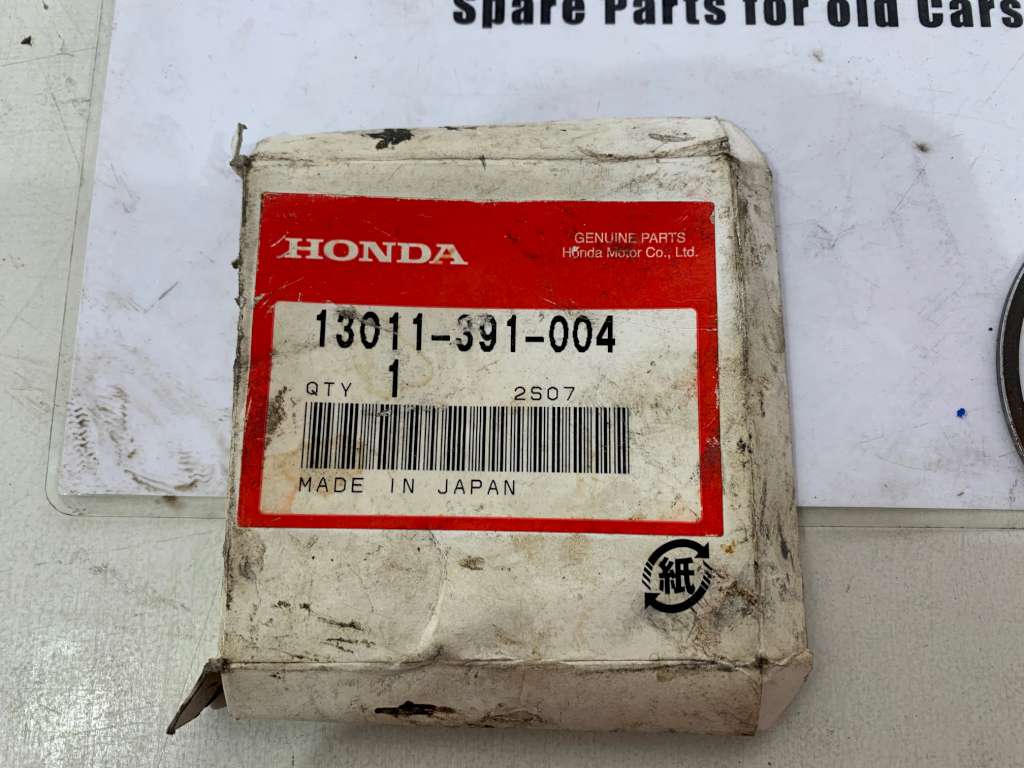 Spare Parts for old Cars
HONDA
GENUINE PARTS
Honda Motor Co., Ltd.
13011-391-004
QTY 1 2S07
MADE IN JAPAN
紙